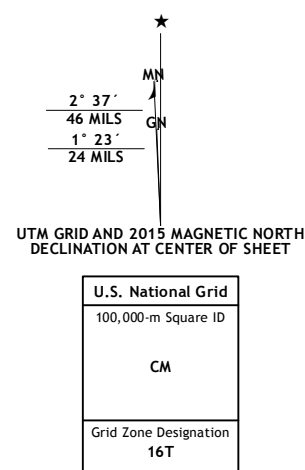 ★
MN
2° 37´
46 MILS
GN
1° 23´
24 MILS
UTM GRID AND 2015 MAGNETIC NORTH
DECLINATION AT CENTER OF SHEET
U.S. National Grid
100,000-m Square ID
CM
Grid Zone Designation
16T